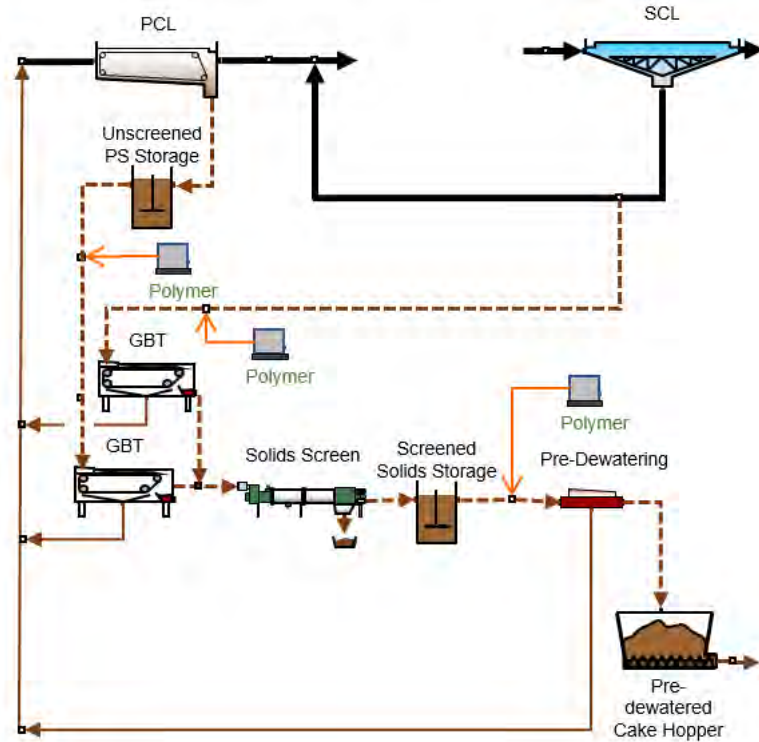 PCL
SCL
Unscreened
PS Storage
Polymer
GBT
Polymer
GBT
Solids Screen
Screened
Solids Storage
Polymer
Pre-Dewatering
Pre-
dewatered
Cake Hopper